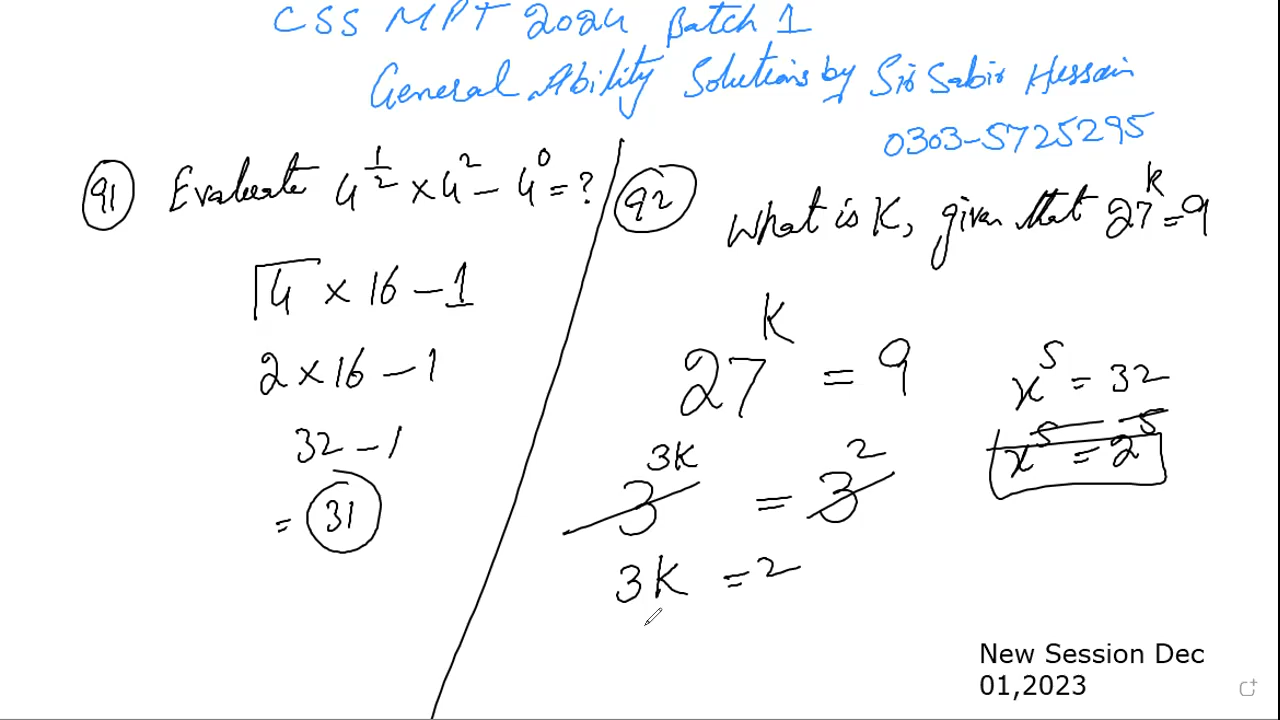 CSS MPT 2024 Batch 1
General Ability Solutions by Sir Sabir Hussain
0303-5725295
91 Evaluate 4^{1/2} × 4^2 - 4^0 = ?
√4 × 16 - 1
2 × 16 - 1
32 - 1
= 31
92 What is K, given that 27^K = 9
27^K = 9
3^{3K} = 3^2
3K = 2
x^5 = 32
x^5 = 2^5
New Session Dec
01,2023